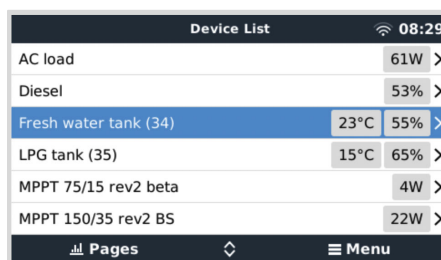 Device List 08:29
AC load 61W
Diesel 53%
Fresh water tank (34) 23°C 55%
LPG tank (35) 15°C 65%
MPPT 75/15 rev2 beta 4W
MPPT 150/35 rev2 BS 22W
Pages Menu